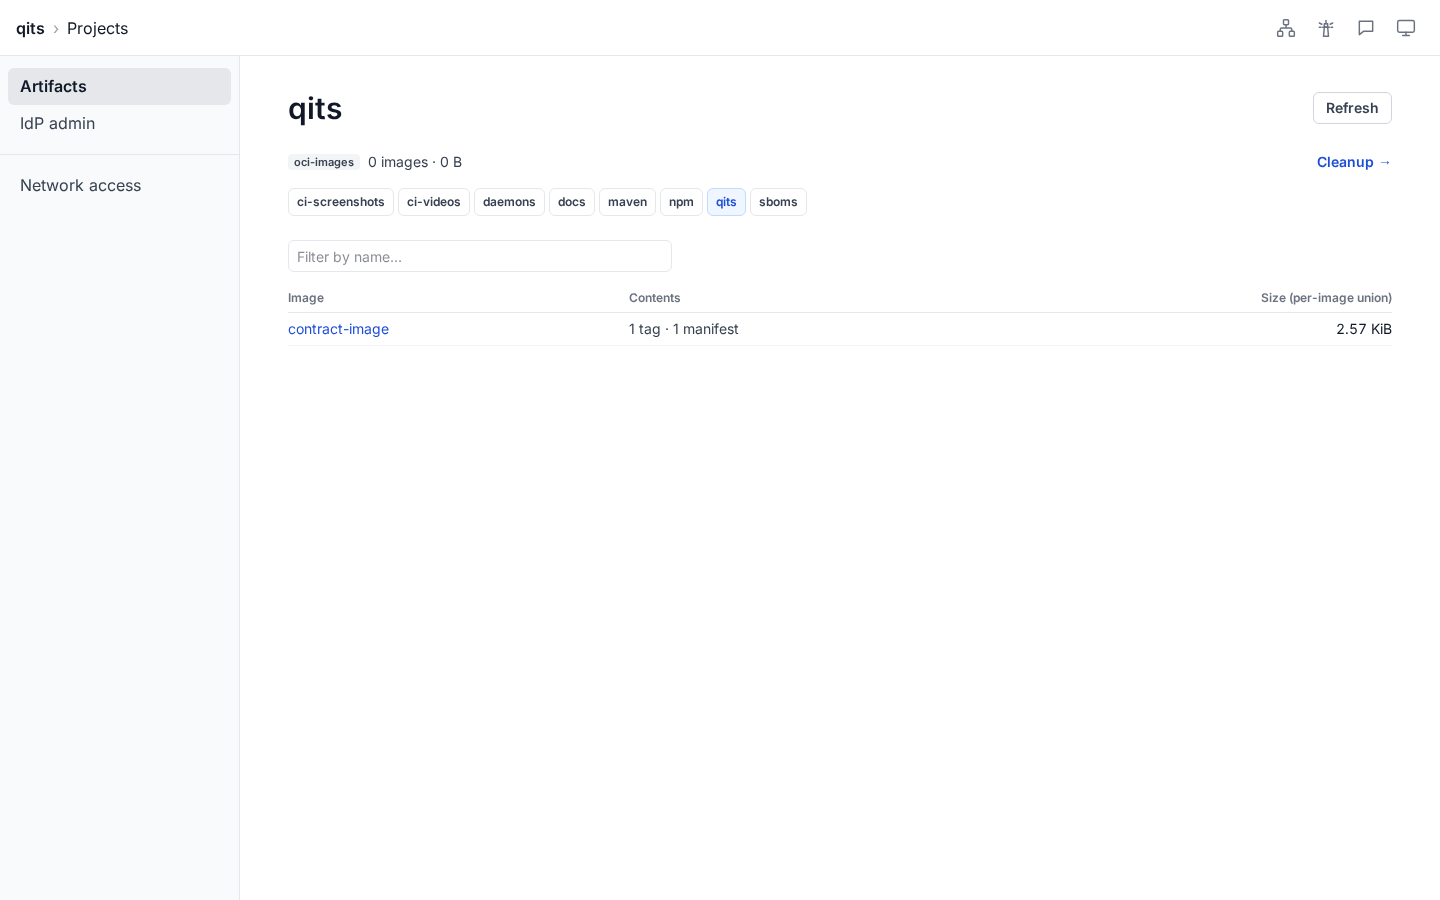 qits › Projects
Artifacts
IdP admin
Network access
qits
Refresh
oci-images 0 images · 0 B
Cleanup →
ci-screenshots ci-videos daemons docs maven npm qits sboms
Filter by name...
Image Contents Size (per-image union)
contract-image 1 tag · 1 manifest 2.57 KiB